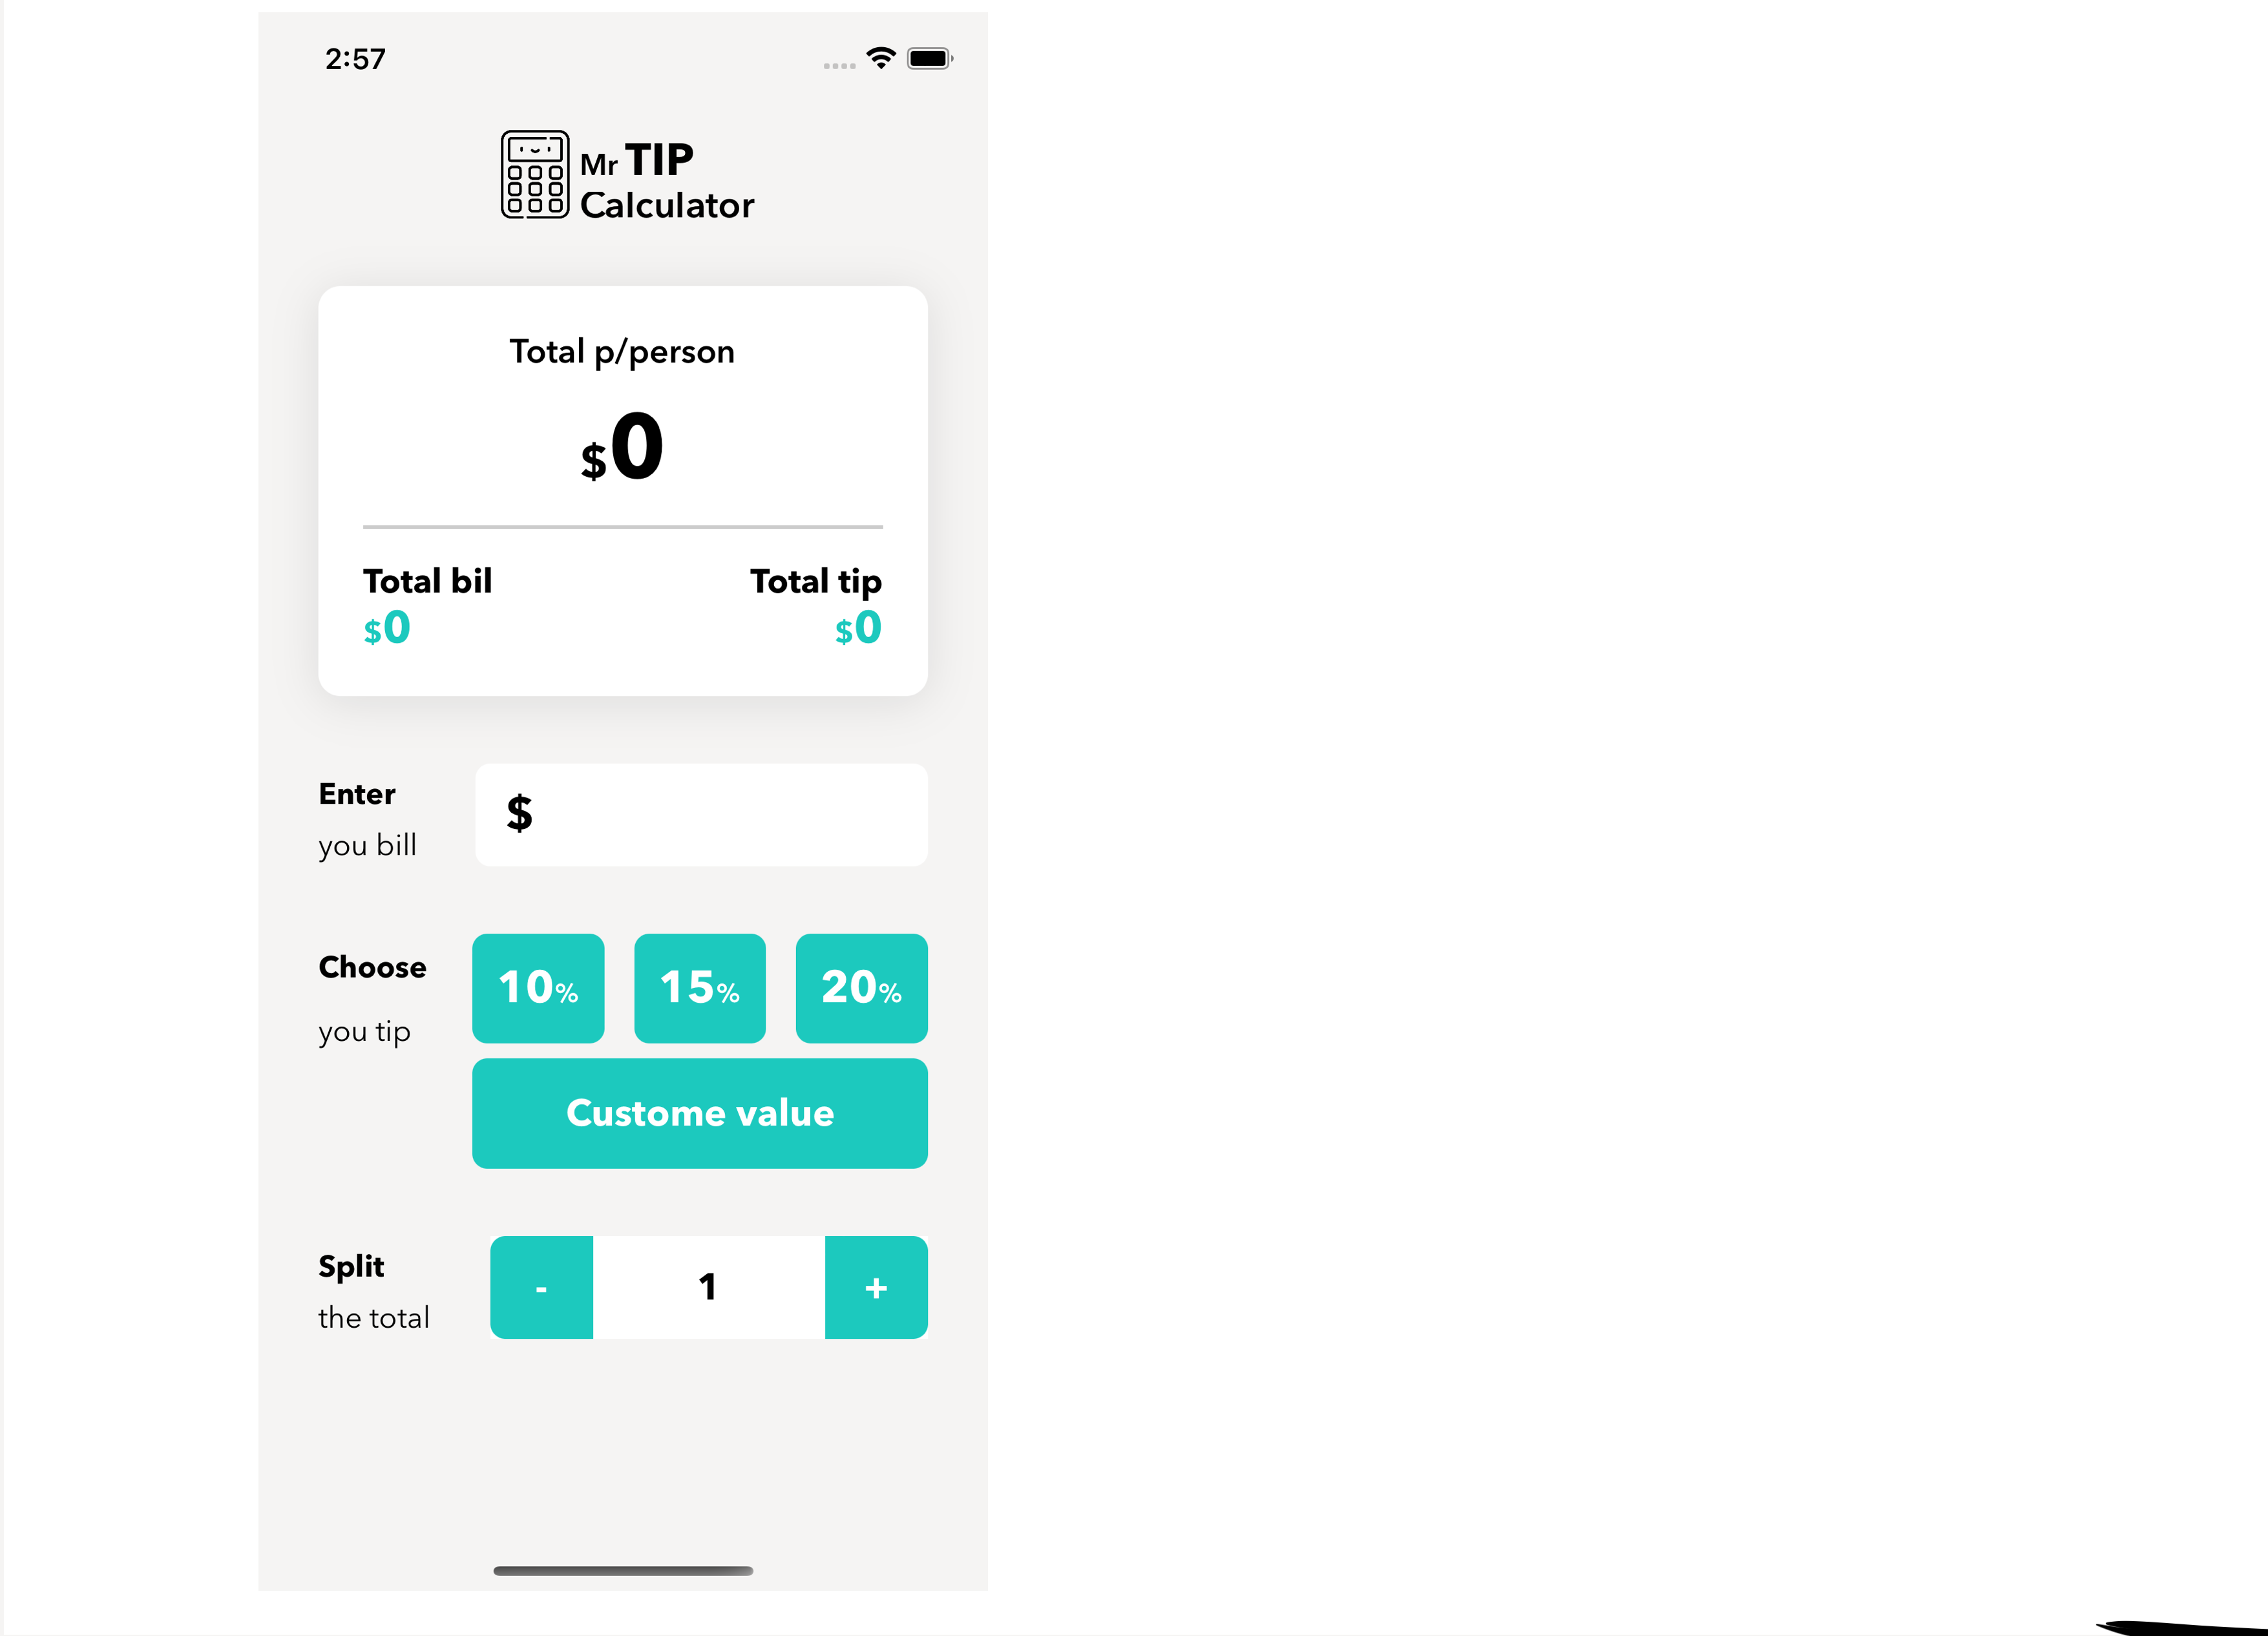 2:57
Mr TIP
Calculator
Total p/person
$0
Total bil
Total tip
$0
$0
Enter
you bill
$
Choose
you tip
10%
15%
20%
Custome value
Split
the total
-
1
+